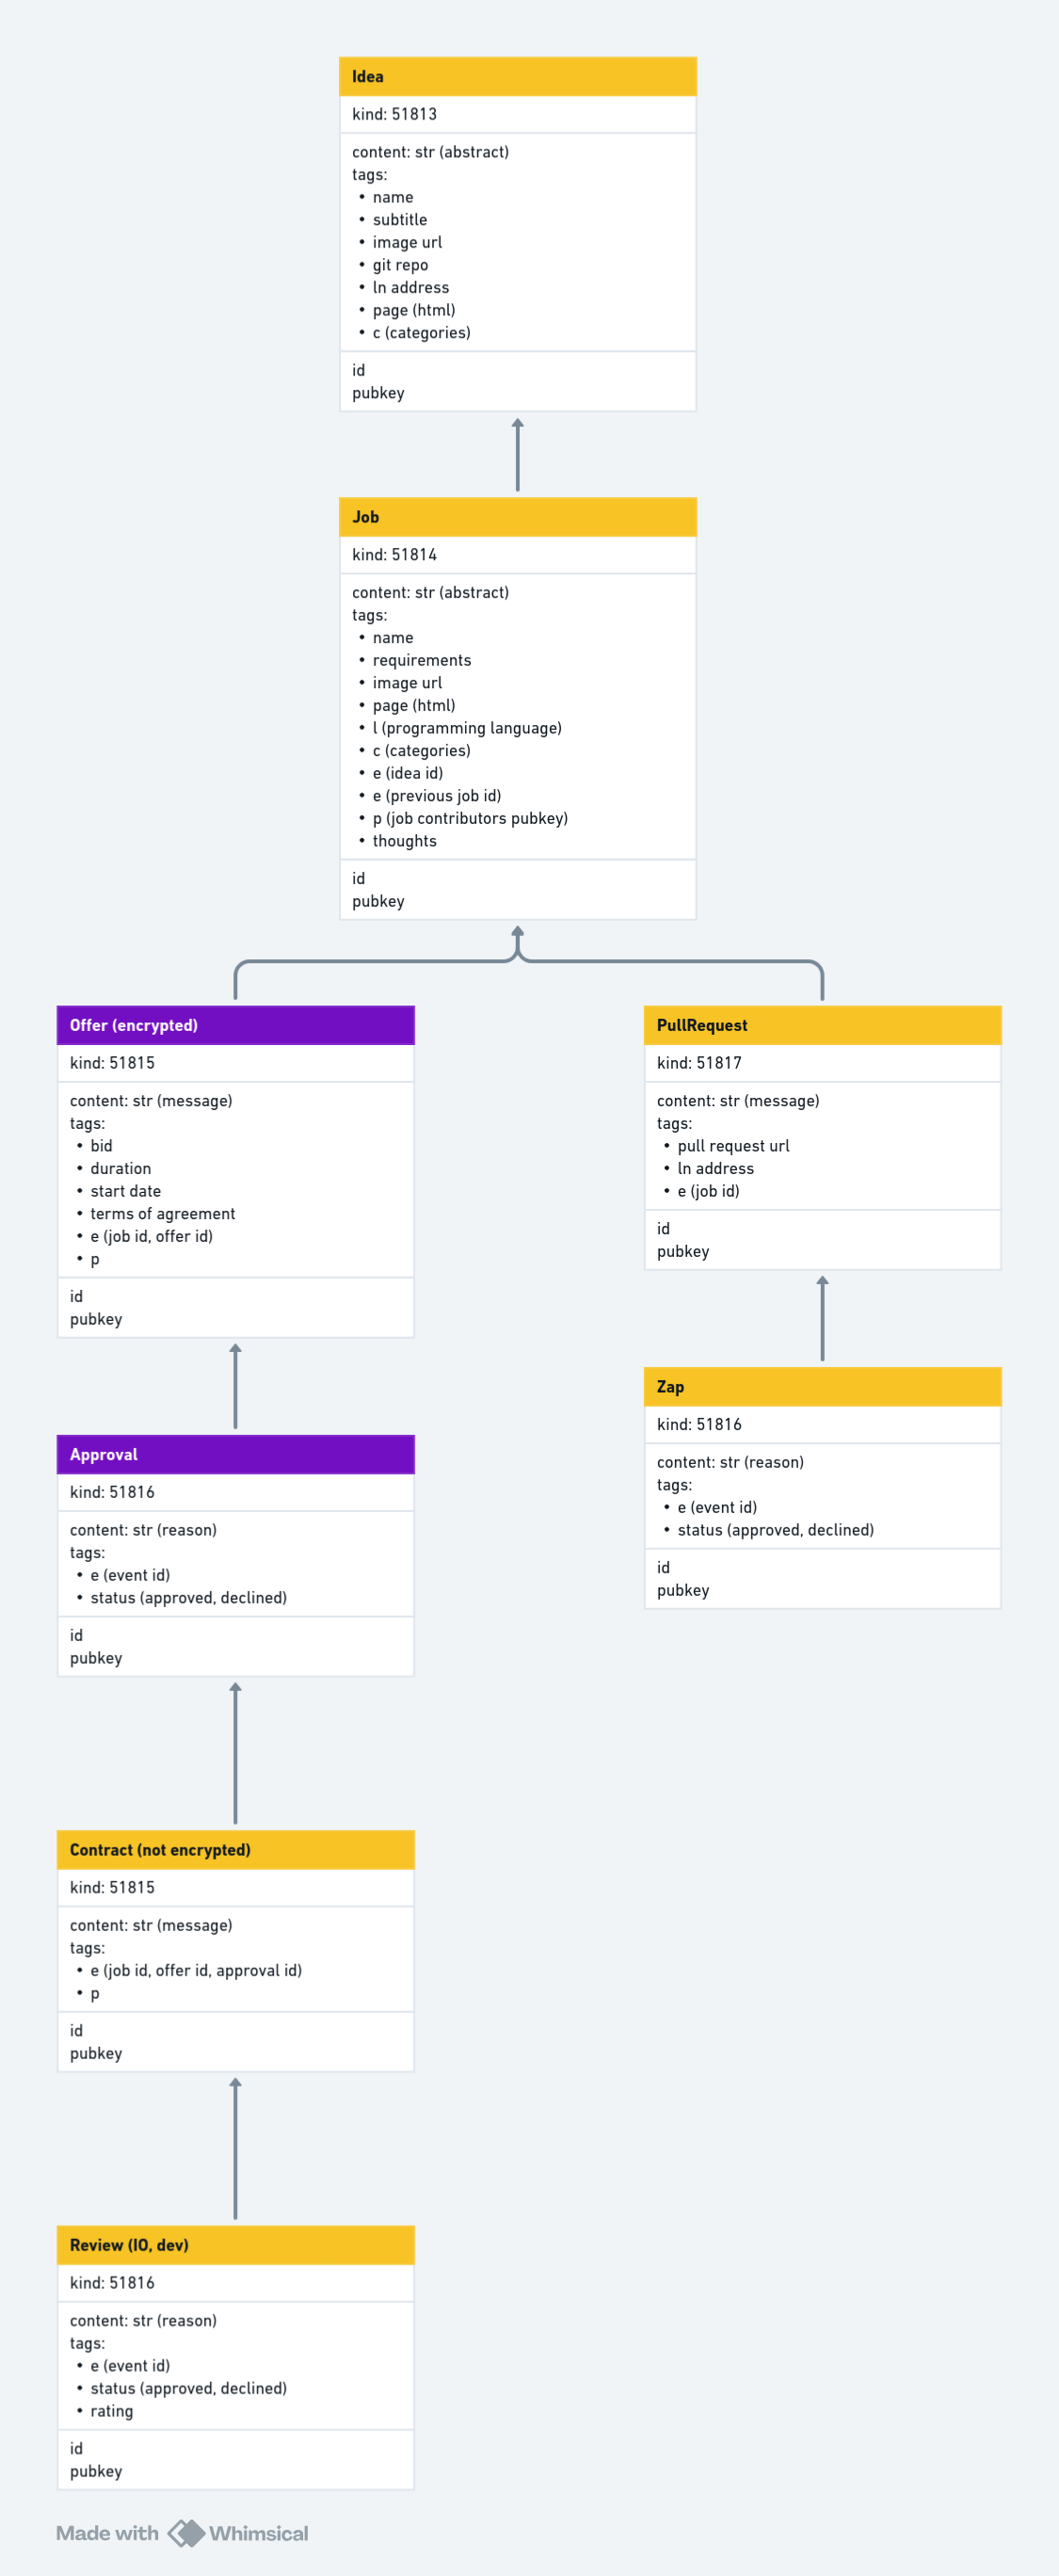 Idea
kind: 51813
content: str (abstract)
tags:
• name
• subtitle
• image url
• git repo
• ln address
• page (html)
• c (categories)
id
pubkey
Job
kind: 51814
content: str (abstract)
tags:
• name
• requirements
• image url
• page (html)
• l (programming language)
• c (categories)
• e (idea id)
• e (previous job id)
• p (job contributors pubkey)
• thoughts
id
pubkey
Offer (encrypted)
kind: 51815
content: str (message)
tags:
• bid
• duration
• start date
• terms of agreement
• e (job id, offer id)
• p
id
pubkey
PullRequest
kind: 51817
content: str (message)
tags:
• pull request url
• ln address
• e (job id)
id
pubkey
Zap
kind: 51816
content: str (reason)
tags:
• e (event id)
• status (approved, declined)
id
pubkey
Approval
kind: 51816
content: str (reason)
tags:
• e (event id)
• status (approved, declined)
id
pubkey
Contract (not encrypted)
kind: 51815
content: str (message)
tags:
• e (job id, offer id, approval id)
• p
id
pubkey
Review (IO, dev)
kind: 51816
content: str (reason)
tags:
• e (event id)
• status (approved, declined)
• rating
id
pubkey
Made with Whimsical